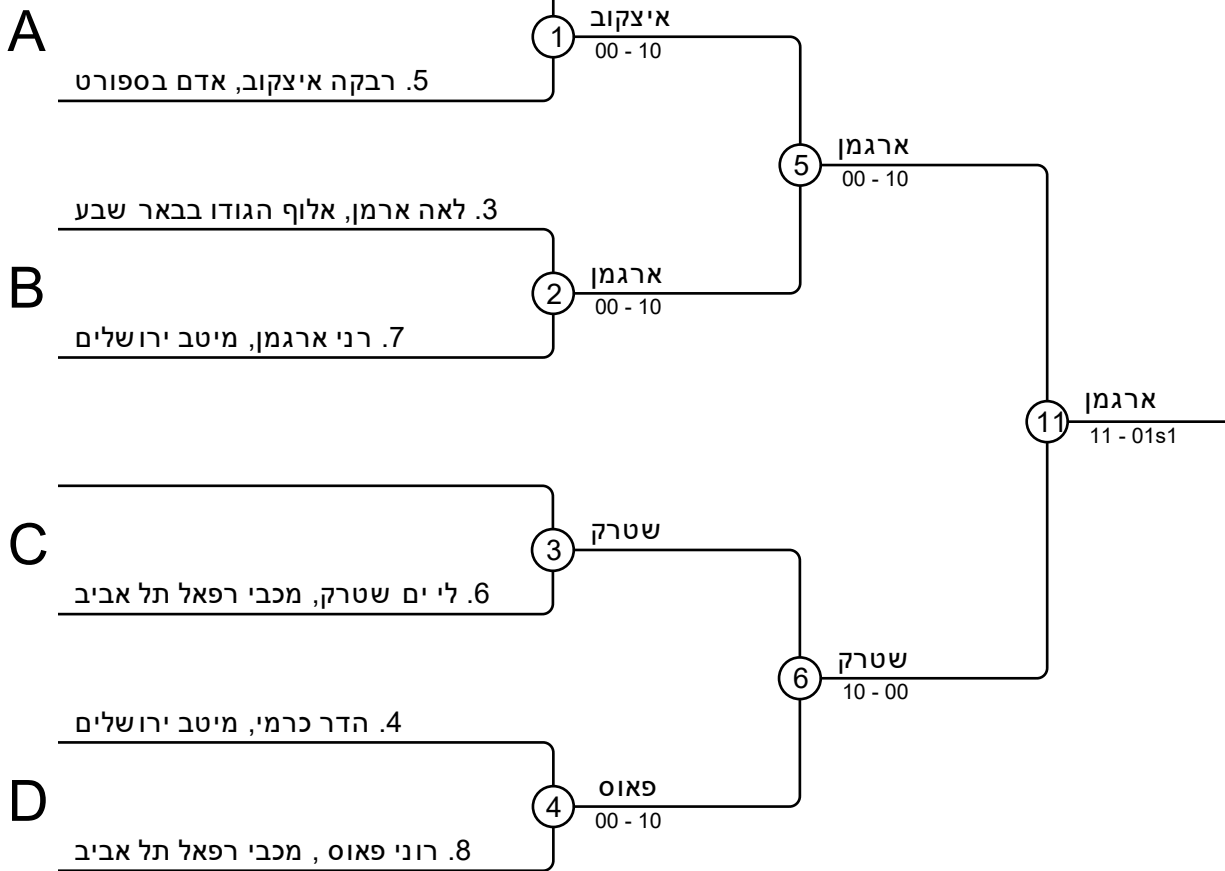 A
1
איצקוב
00 - 10
5. רבקה איצקוב, אדם בספורט
5
ארגמן
00 - 10
3. לאה ארמן, אלוף הגודו בבאר שבע
B
2
ארגמן
00 - 10
7. רני ארגמן, מיטב ירושלים
11
ארגמן
11 - 01s1
C
3
שטרק
6. לי ים שטרק, מכבי רפאל תל אביב
6
שטרק
10 - 00
4. הדר כרמי, מיטב ירושלים
D
4
פאוס
00 - 10
8. רוני פאוס , מכבי רפאל תל אביב